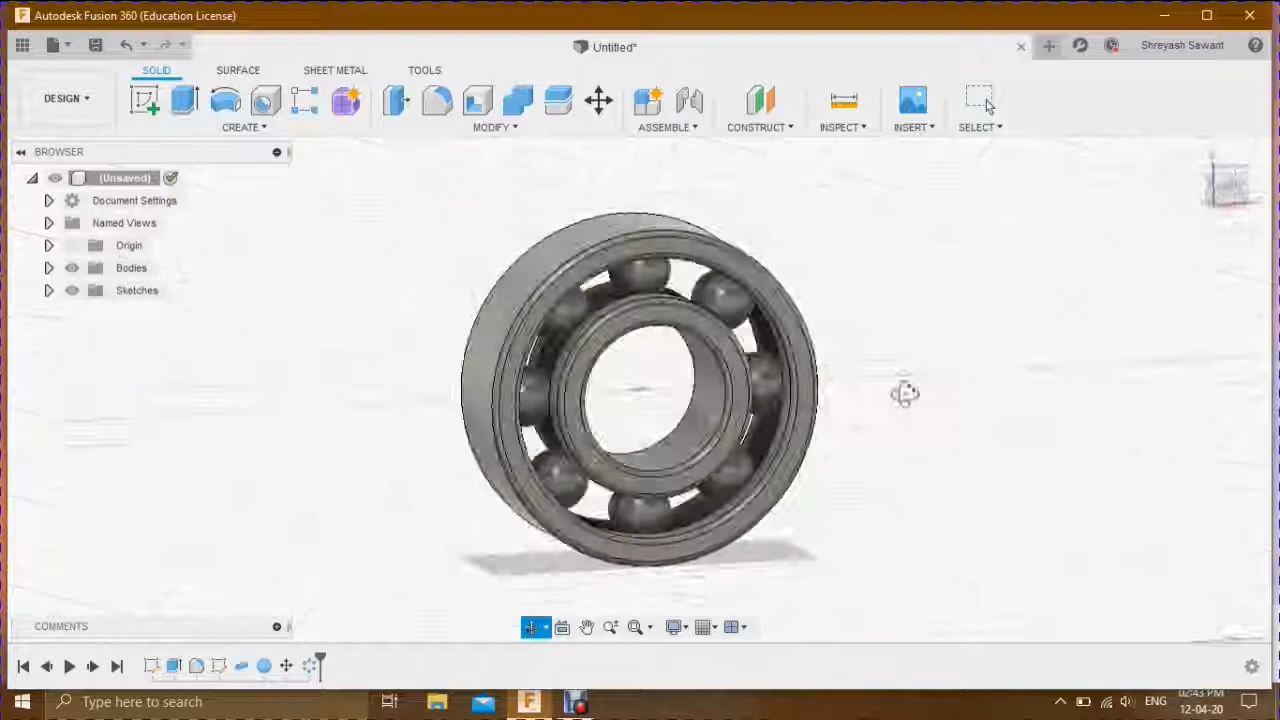 Autodesk Fusion 360 (Education License)
Untitled*
Shreyash Sawant
SOLID SURFACE SHEET METAL TOOLS
DESIGN
CREATE MODIFY ASSEMBLE CONSTRUCT INSPECT INSERT SELECT
BROWSER
(Unsaved)
Document Settings
Named Views
Origin
Bodies
Sketches
COMMENTS
Type here to search
ENG
02:43 PM
12-04-20